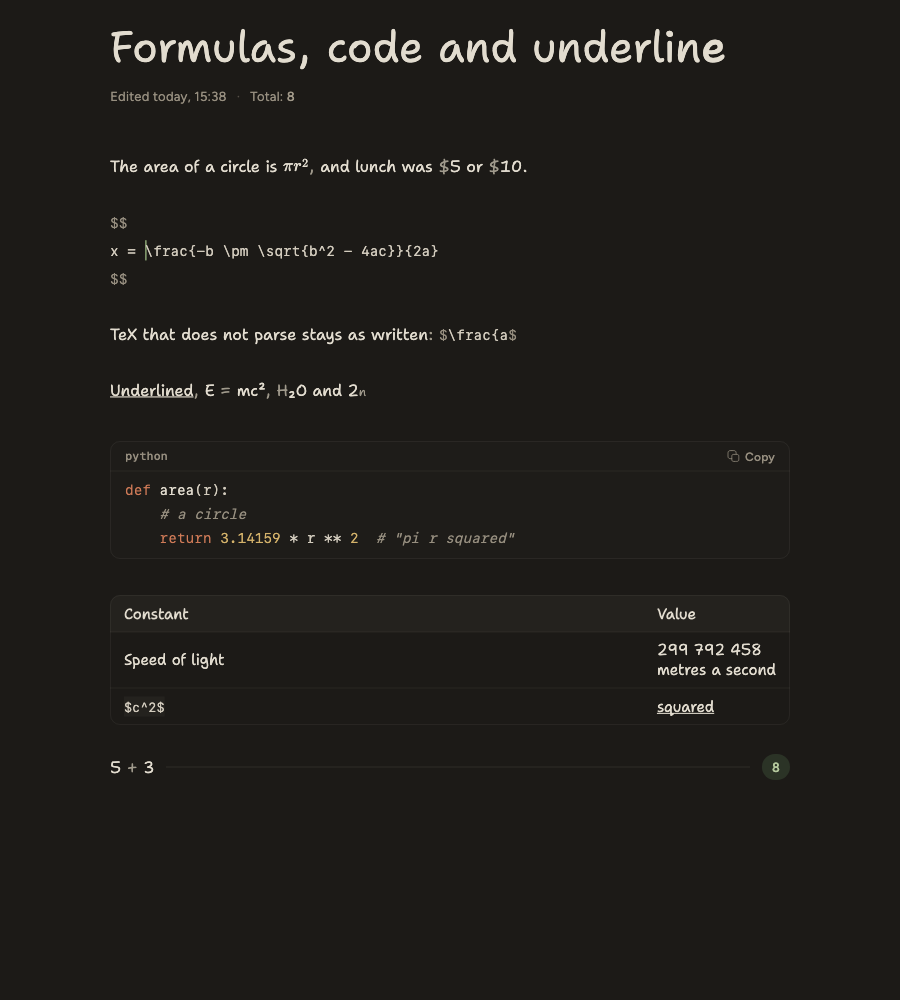 Formulas, code and underline
Edited today, 15:38 · Total: 8
The area of a circle is πr², and lunch was $5 or $10.
$$
x = \frac{−b \pm \sqrt{b^2 − 4ac}}{2a}
$$
TeX that does not parse stays as written: $\frac{a$
Underlined, E = mc², H₂O and 2ₙ
python
Copy
def area(r):
    # a circle
    return 3.14159 * r ** 2  # "pi r squared"
Constant Value
Speed of light 299 792 458
metres a second
$c^2$ squared
5 + 3 8